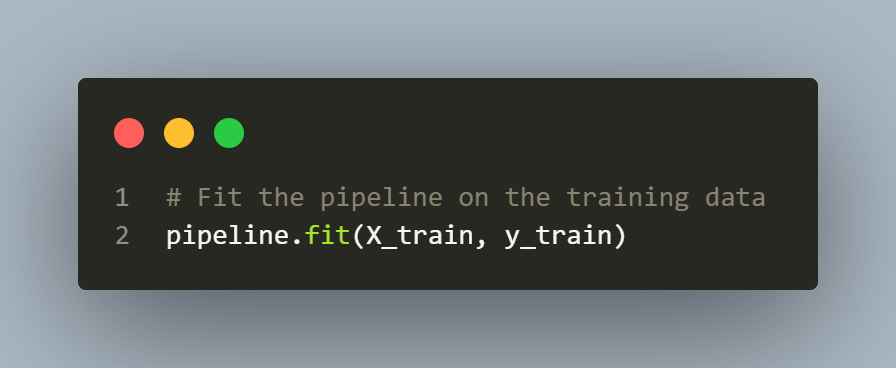 1 # Fit the pipeline on the training data
2 pipeline.fit(X_train, y_train)